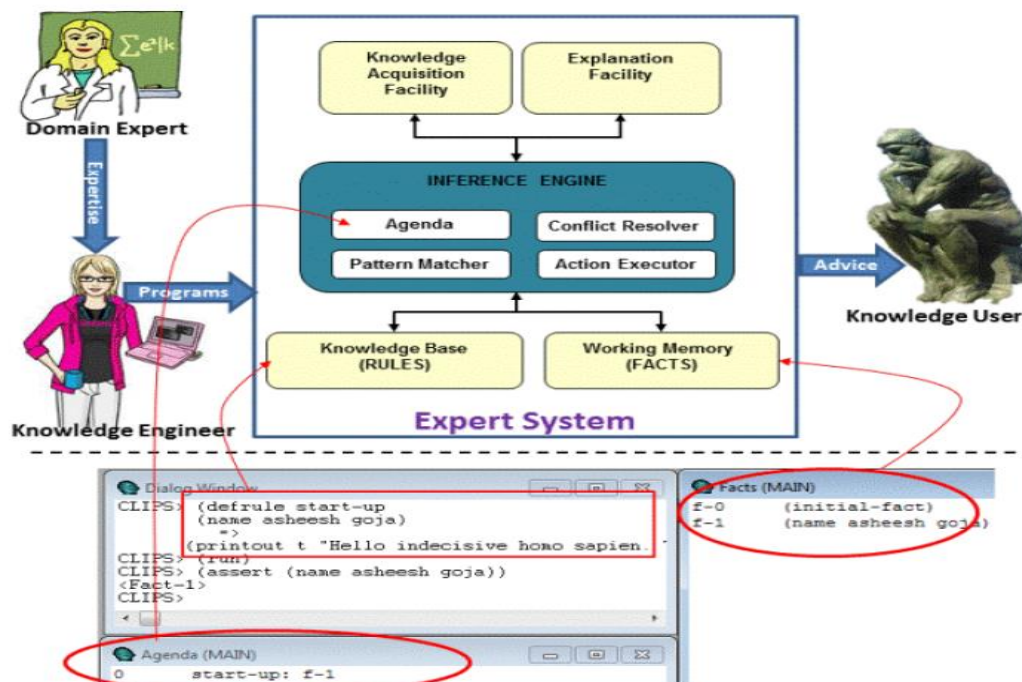 ∑e²|k
Domain Expert
Expertise
Knowledge Engineer
Programs
Knowledge
Acquisition
Facility
Explanation
Facility
INFERENCE ENGINE
Agenda
Conflict Resolver
Pattern Matcher
Action Executor
Knowledge Base
(RULES)
Working Memory
(FACTS)
Expert System
Advice
Knowledge User
Dialog Window
CLIPS> (defrule start-up
(name asheesh goja)
=>
(printout t "Hello indecisive homo sapien.
CLIPS> (run)
CLIPS> (assert (name asheesh goja))
<Fact-1>
CLIPS>
Facts (MAIN)
f-0 (initial-fact)
f-1 (name asheesh goja)
Agenda (MAIN)
0 start-up: f-1